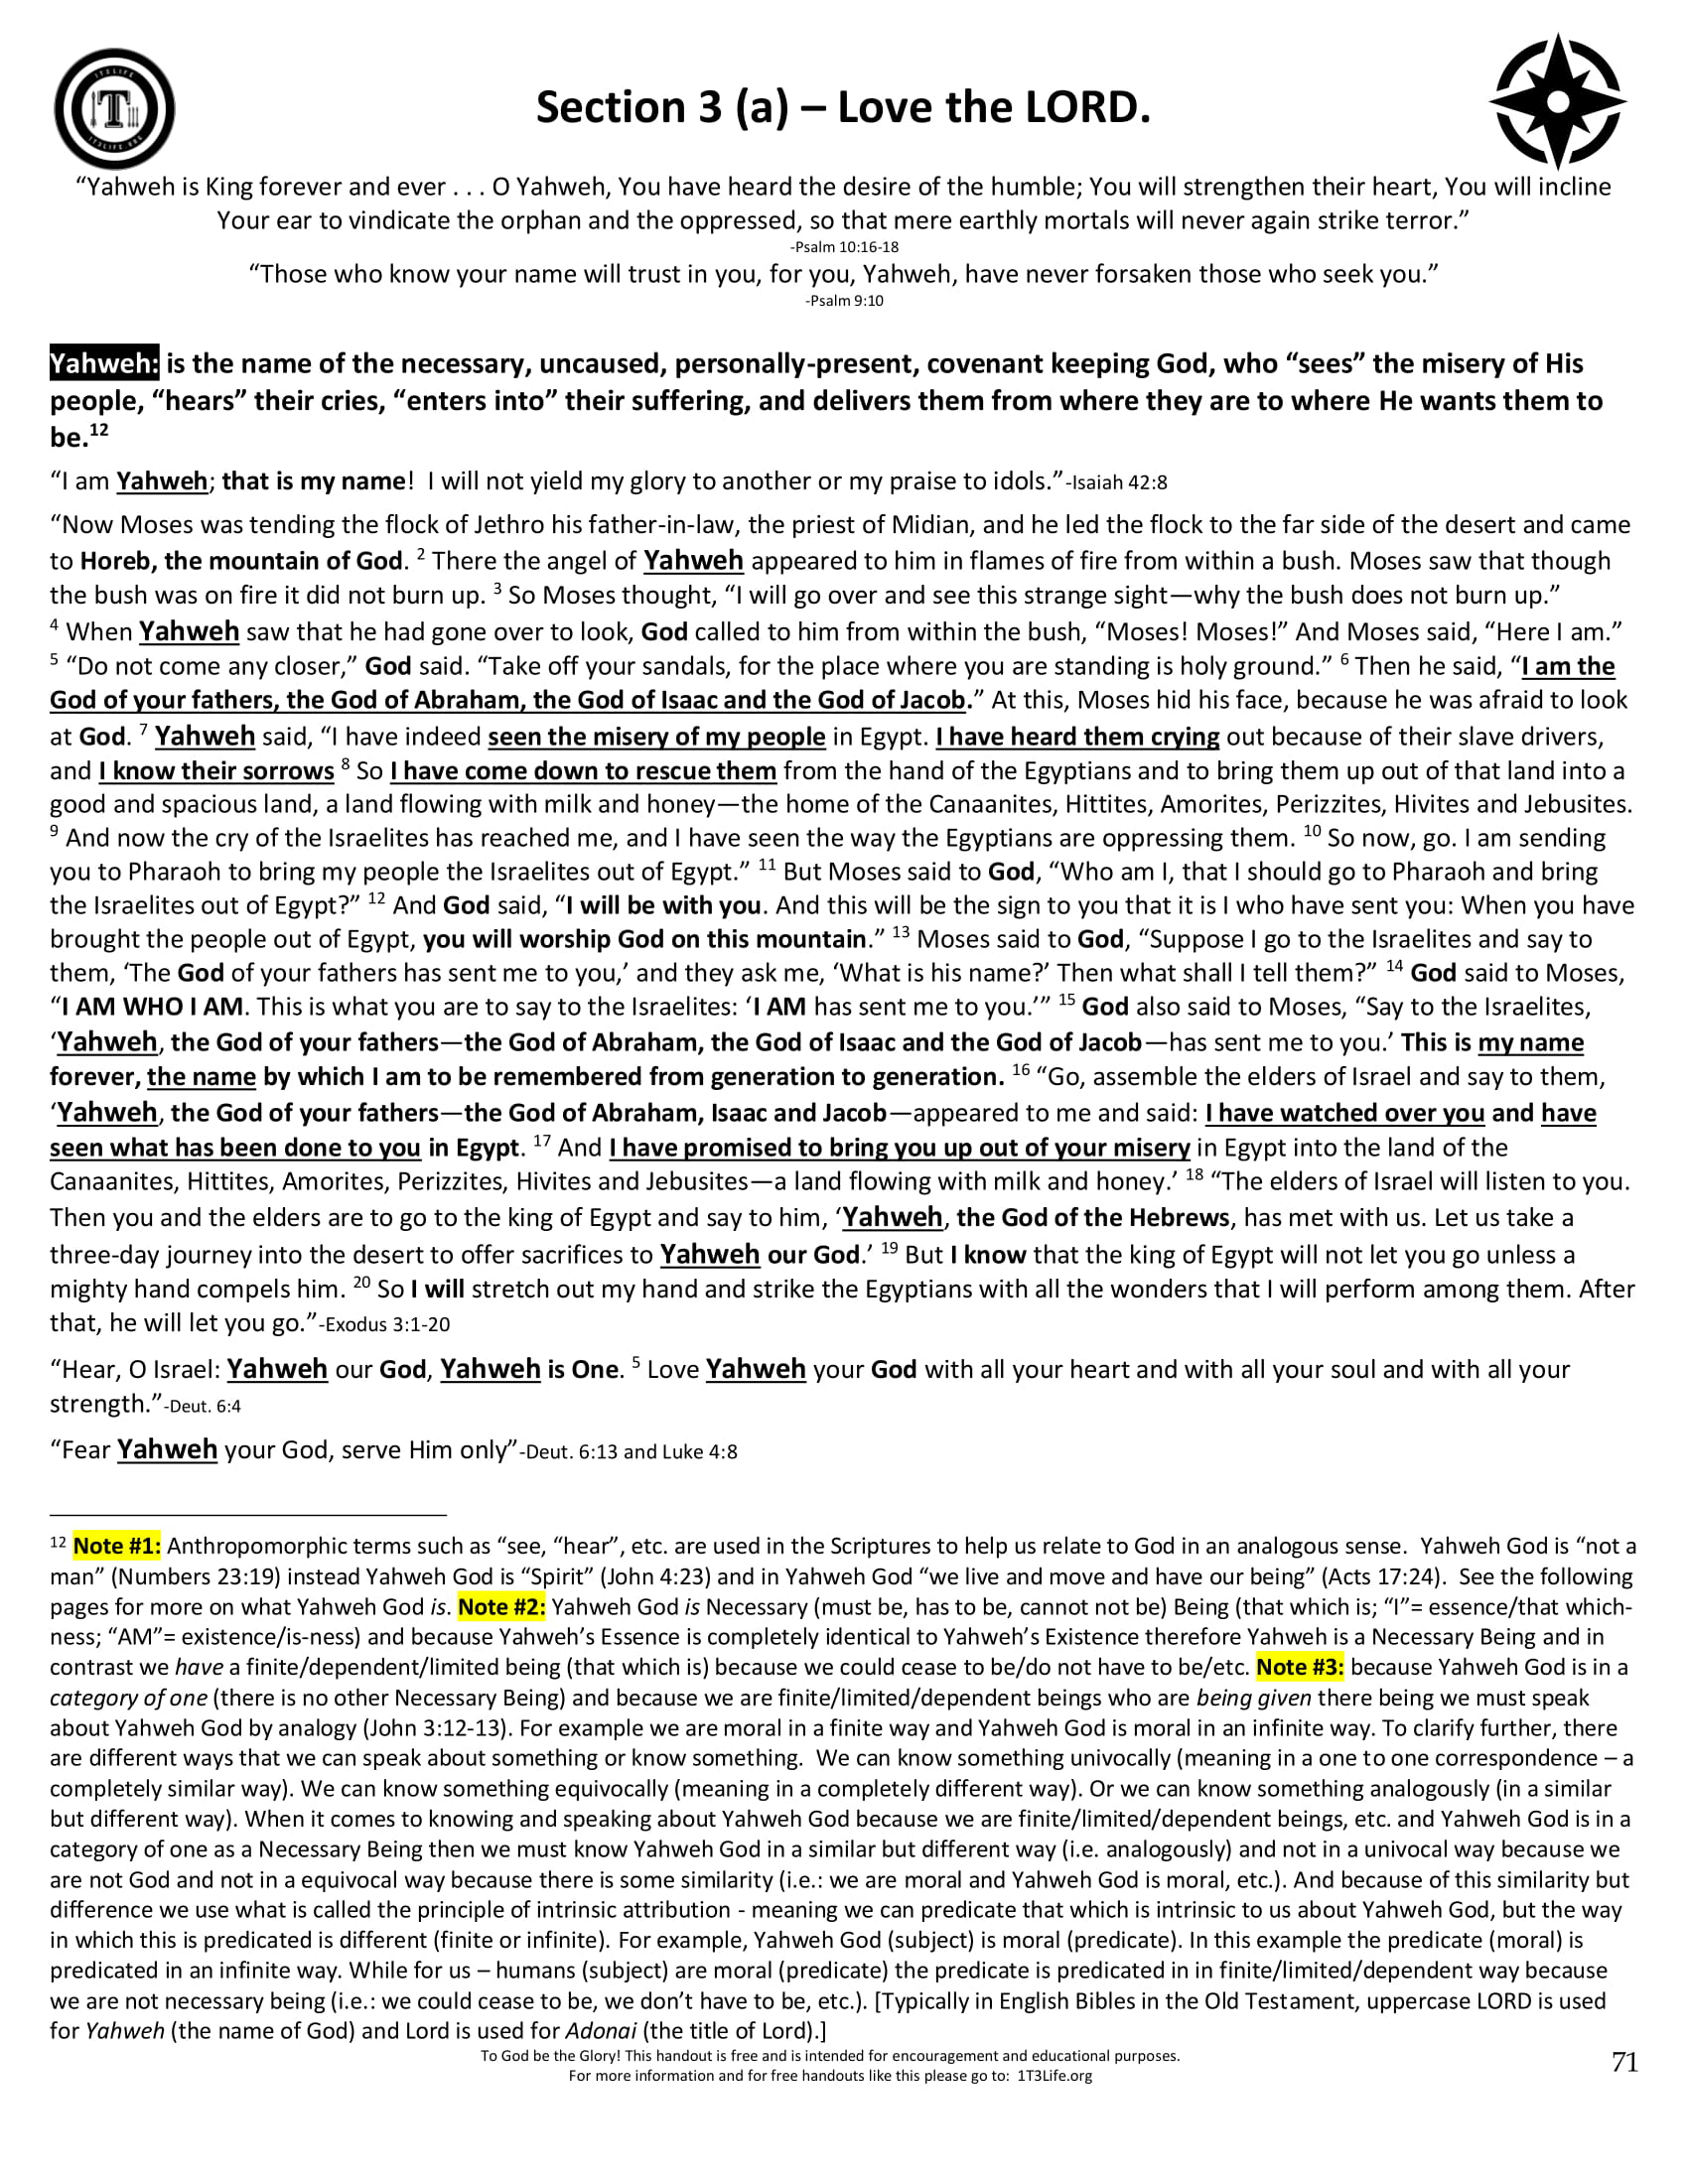 1T3LIFE
T
1T3LIFE.ORG
Section 3 (a) – Love the LORD.
“Yahweh is King forever and ever . . . O Yahweh, You have heard the desire of the humble; You will strengthen their heart, You will incline
Your ear to vindicate the orphan and the oppressed, so that mere earthly mortals will never again strike terror.”
-Psalm 10:16-18
“Those who know your name will trust in you, for you, Yahweh, have never forsaken those who seek you.”
-Psalm 9:10
Yahweh: is the name of the necessary, uncaused, personally-present, covenant keeping God, who “sees” the misery of His
people, “hears” their cries, “enters into” their suffering, and delivers them from where they are to where He wants them to
be.12
“I am Yahweh; that is my name!  I will not yield my glory to another or my praise to idols.”-Isaiah 42:8
“Now Moses was tending the flock of Jethro his father-in-law, the priest of Midian, and he led the flock to the far side of the desert and came
to Horeb, the mountain of God. 2 There the angel of Yahweh appeared to him in flames of fire from within a bush. Moses saw that though
the bush was on fire it did not burn up. 3 So Moses thought, “I will go over and see this strange sight—why the bush does not burn up.”
4 When Yahweh saw that he had gone over to look, God called to him from within the bush, “Moses! Moses!” And Moses said, “Here I am.”
5 “Do not come any closer,” God said. “Take off your sandals, for the place where you are standing is holy ground.” 6 Then he said, “I am the
God of your fathers, the God of Abraham, the God of Isaac and the God of Jacob.” At this, Moses hid his face, because he was afraid to look
at God. 7 Yahweh said, “I have indeed seen the misery of my people in Egypt. I have heard them crying out because of their slave drivers,
and I know their sorrows 8 So I have come down to rescue them from the hand of the Egyptians and to bring them up out of that land into a
good and spacious land, a land flowing with milk and honey—the home of the Canaanites, Hittites, Amorites, Perizzites, Hivites and Jebusites.
9 And now the cry of the Israelites has reached me, and I have seen the way the Egyptians are oppressing them. 10 So now, go. I am sending
you to Pharaoh to bring my people the Israelites out of Egypt.” 11 But Moses said to God, “Who am I, that I should go to Pharaoh and bring
the Israelites out of Egypt?” 12 And God said, “I will be with you. And this will be the sign to you that it is I who have sent you: When you have
brought the people out of Egypt, you will worship God on this mountain.” 13 Moses said to God, “Suppose I go to the Israelites and say to
them, ‘The God of your fathers has sent me to you,’ and they ask me, ‘What is his name?’ Then what shall I tell them?” 14 God said to Moses,
“I AM WHO I AM. This is what you are to say to the Israelites: ‘I AM has sent me to you.’” 15 God also said to Moses, “Say to the Israelites,
‘Yahweh, the God of your fathers—the God of Abraham, the God of Isaac and the God of Jacob—has sent me to you.’ This is my name
forever, the name by which I am to be remembered from generation to generation. 16 “Go, assemble the elders of Israel and say to them,
‘Yahweh, the God of your fathers—the God of Abraham, Isaac and Jacob—appeared to me and said: I have watched over you and have
seen what has been done to you in Egypt. 17 And I have promised to bring you up out of your misery in Egypt into the land of the
Canaanites, Hittites, Amorites, Perizzites, Hivites and Jebusites—a land flowing with milk and honey.’ 18 “The elders of Israel will listen to you.
Then you and the elders are to go to the king of Egypt and say to him, ‘Yahweh, the God of the Hebrews, has met with us. Let us take a
three-day journey into the desert to offer sacrifices to Yahweh our God.’ 19 But I know that the king of Egypt will not let you go unless a
mighty hand compels him. 20 So I will stretch out my hand and strike the Egyptians with all the wonders that I will perform among them. After
that, he will let you go.”-Exodus 3:1-20
“Hear, O Israel: Yahweh our God, Yahweh is One. 5 Love Yahweh your God with all your heart and with all your soul and with all your
strength.”-Deut. 6:4
“Fear Yahweh your God, serve Him only”-Deut. 6:13 and Luke 4:8
12 Note #1: Anthropomorphic terms such as “see, “hear”, etc. are used in the Scriptures to help us relate to God in an analogous sense.  Yahweh God is “not a
man” (Numbers 23:19) instead Yahweh God is “Spirit” (John 4:23) and in Yahweh God “we live and move and have our being” (Acts 17:24).  See the following
pages for more on what Yahweh God is. Note #2: Yahweh God is Necessary (must be, has to be, cannot not be) Being (that which is; “I”= essence/that which-
ness; “AM”= existence/is-ness) and because Yahweh’s Essence is completely identical to Yahweh’s Existence therefore Yahweh is a Necessary Being and in
contrast we have a finite/dependent/limited being (that which is) because we could cease to be/do not have to be/etc. Note #3: because Yahweh God is in a
category of one (there is no other Necessary Being) and because we are finite/limited/dependent beings who are being given there being we must speak
about Yahweh God by analogy (John 3:12-13). For example we are moral in a finite way and Yahweh God is moral in an infinite way. To clarify further, there
are different ways that we can speak about something or know something.  We can know something univocally (meaning in a one to one correspondence – a
completely similar way). We can know something equivocally (meaning in a completely different way). Or we can know something analogously (in a similar
but different way). When it comes to knowing and speaking about Yahweh God because we are finite/limited/dependent beings, etc. and Yahweh God is in a
category of one as a Necessary Being then we must know Yahweh God in a similar but different way (i.e. analogously) and not in a univocal way because we
are not God and not in a equivocal way because there is some similarity (i.e.: we are moral and Yahweh God is moral, etc.). And because of this similarity but
difference we use what is called the principle of intrinsic attribution - meaning we can predicate that which is intrinsic to us about Yahweh God, but the way
in which this is predicated is different (finite or infinite). For example, Yahweh God (subject) is moral (predicate). In this example the predicate (moral) is
predicated in an infinite way. While for us – humans (subject) are moral (predicate) the predicate is predicated in in finite/limited/dependent way because
we are not necessary being (i.e.: we could cease to be, we don’t have to be, etc.). [Typically in English Bibles in the Old Testament, uppercase LORD is used
for Yahweh (the name of God) and Lord is used for Adonai (the title of Lord).]
To God be the Glory! This handout is free and is intended for encouragement and educational purposes.
For more information and for free handouts like this please go to:  1T3Life.org
71